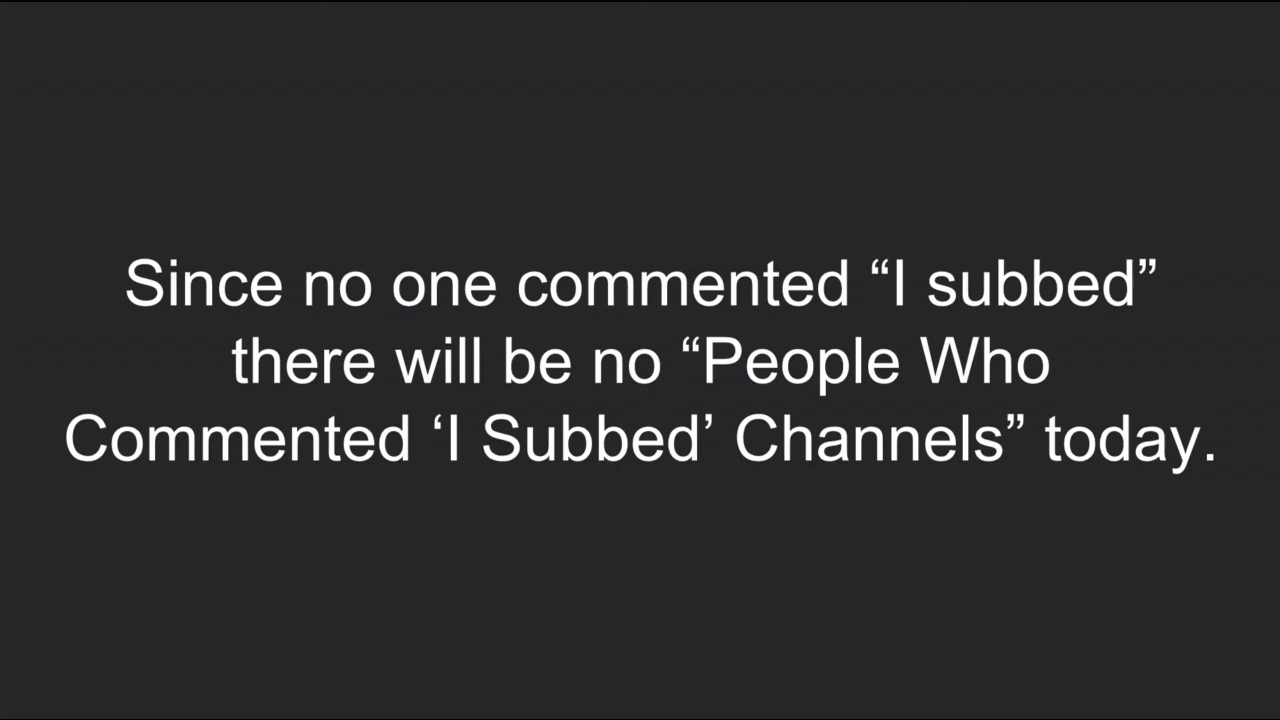 Since no one commented “I subbed”
there will be no “People Who
Commented ‘I Subbed’ Channels” today.